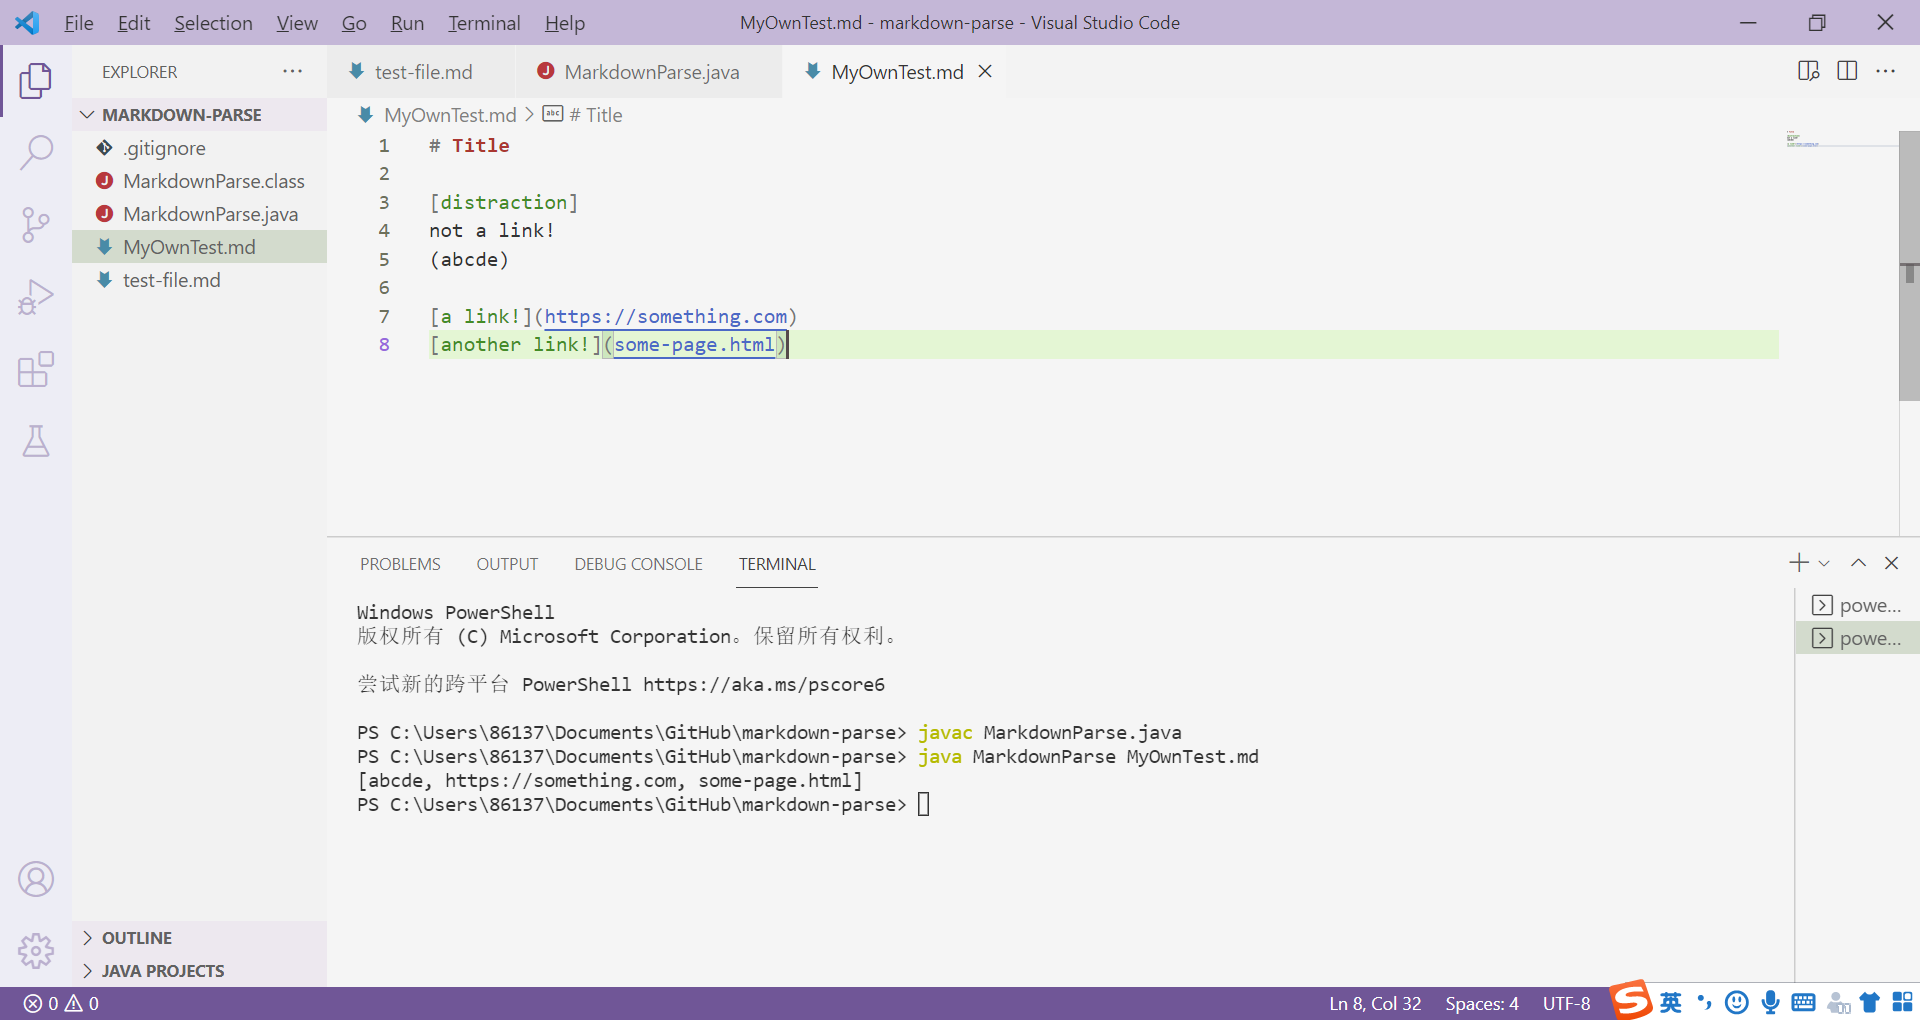 File Edit Selection View Go Run Terminal Help
MyOwnTest.md - markdown-parse - Visual Studio Code
EXPLORER
MARKDOWN-PARSE
.gitignore
MarkdownParse.class
MarkdownParse.java
MyOwnTest.md
test-file.md
OUTLINE
JAVA PROJECTS
test-file.md
MarkdownParse.java
MyOwnTest.md
MyOwnTest.md > # Title
1 # Title
2
3 [distraction]
4 not a link!
5 (abcde)
6
7 [a link!](https://something.com)
8 [another link!](some-page.html)
PROBLEMS OUTPUT DEBUG CONSOLE TERMINAL
Windows PowerShell
版权所有 (C) Microsoft Corporation。保留所有权利。
尝试新的跨平台 PowerShell https://aka.ms/pscore6
PS C:\Users\86137\Documents\GitHub\markdown-parse> javac MarkdownParse.java
PS C:\Users\86137\Documents\GitHub\markdown-parse> java MarkdownParse MyOwnTest.md
[abcde, https://something.com, some-page.html]
PS C:\Users\86137\Documents\GitHub\markdown-parse>
powe...
powe...
0 0
Ln 8, Col 32 Spaces: 4 UTF-8
英